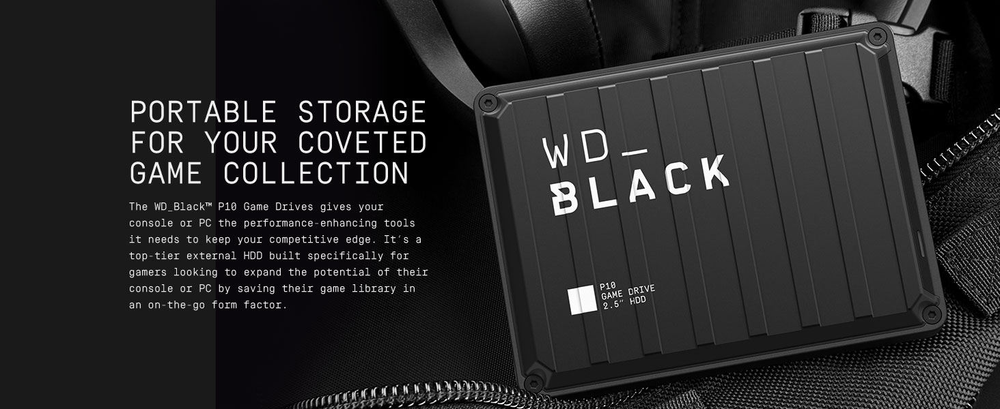 PORTABLE STORAGE
FOR YOUR COVETED
GAME COLLECTION
The WD_Black™ P10 Game Drives gives your
console or PC the performance-enhancing tools
it needs to keep your competitive edge. It's a
top-tier external HDD built specifically for
gamers looking to expand the potential of their
console or PC by saving their game library in
an on-the-go form factor.
WD_
BLACK
P10
GAME DRIVE
2.5" HDD